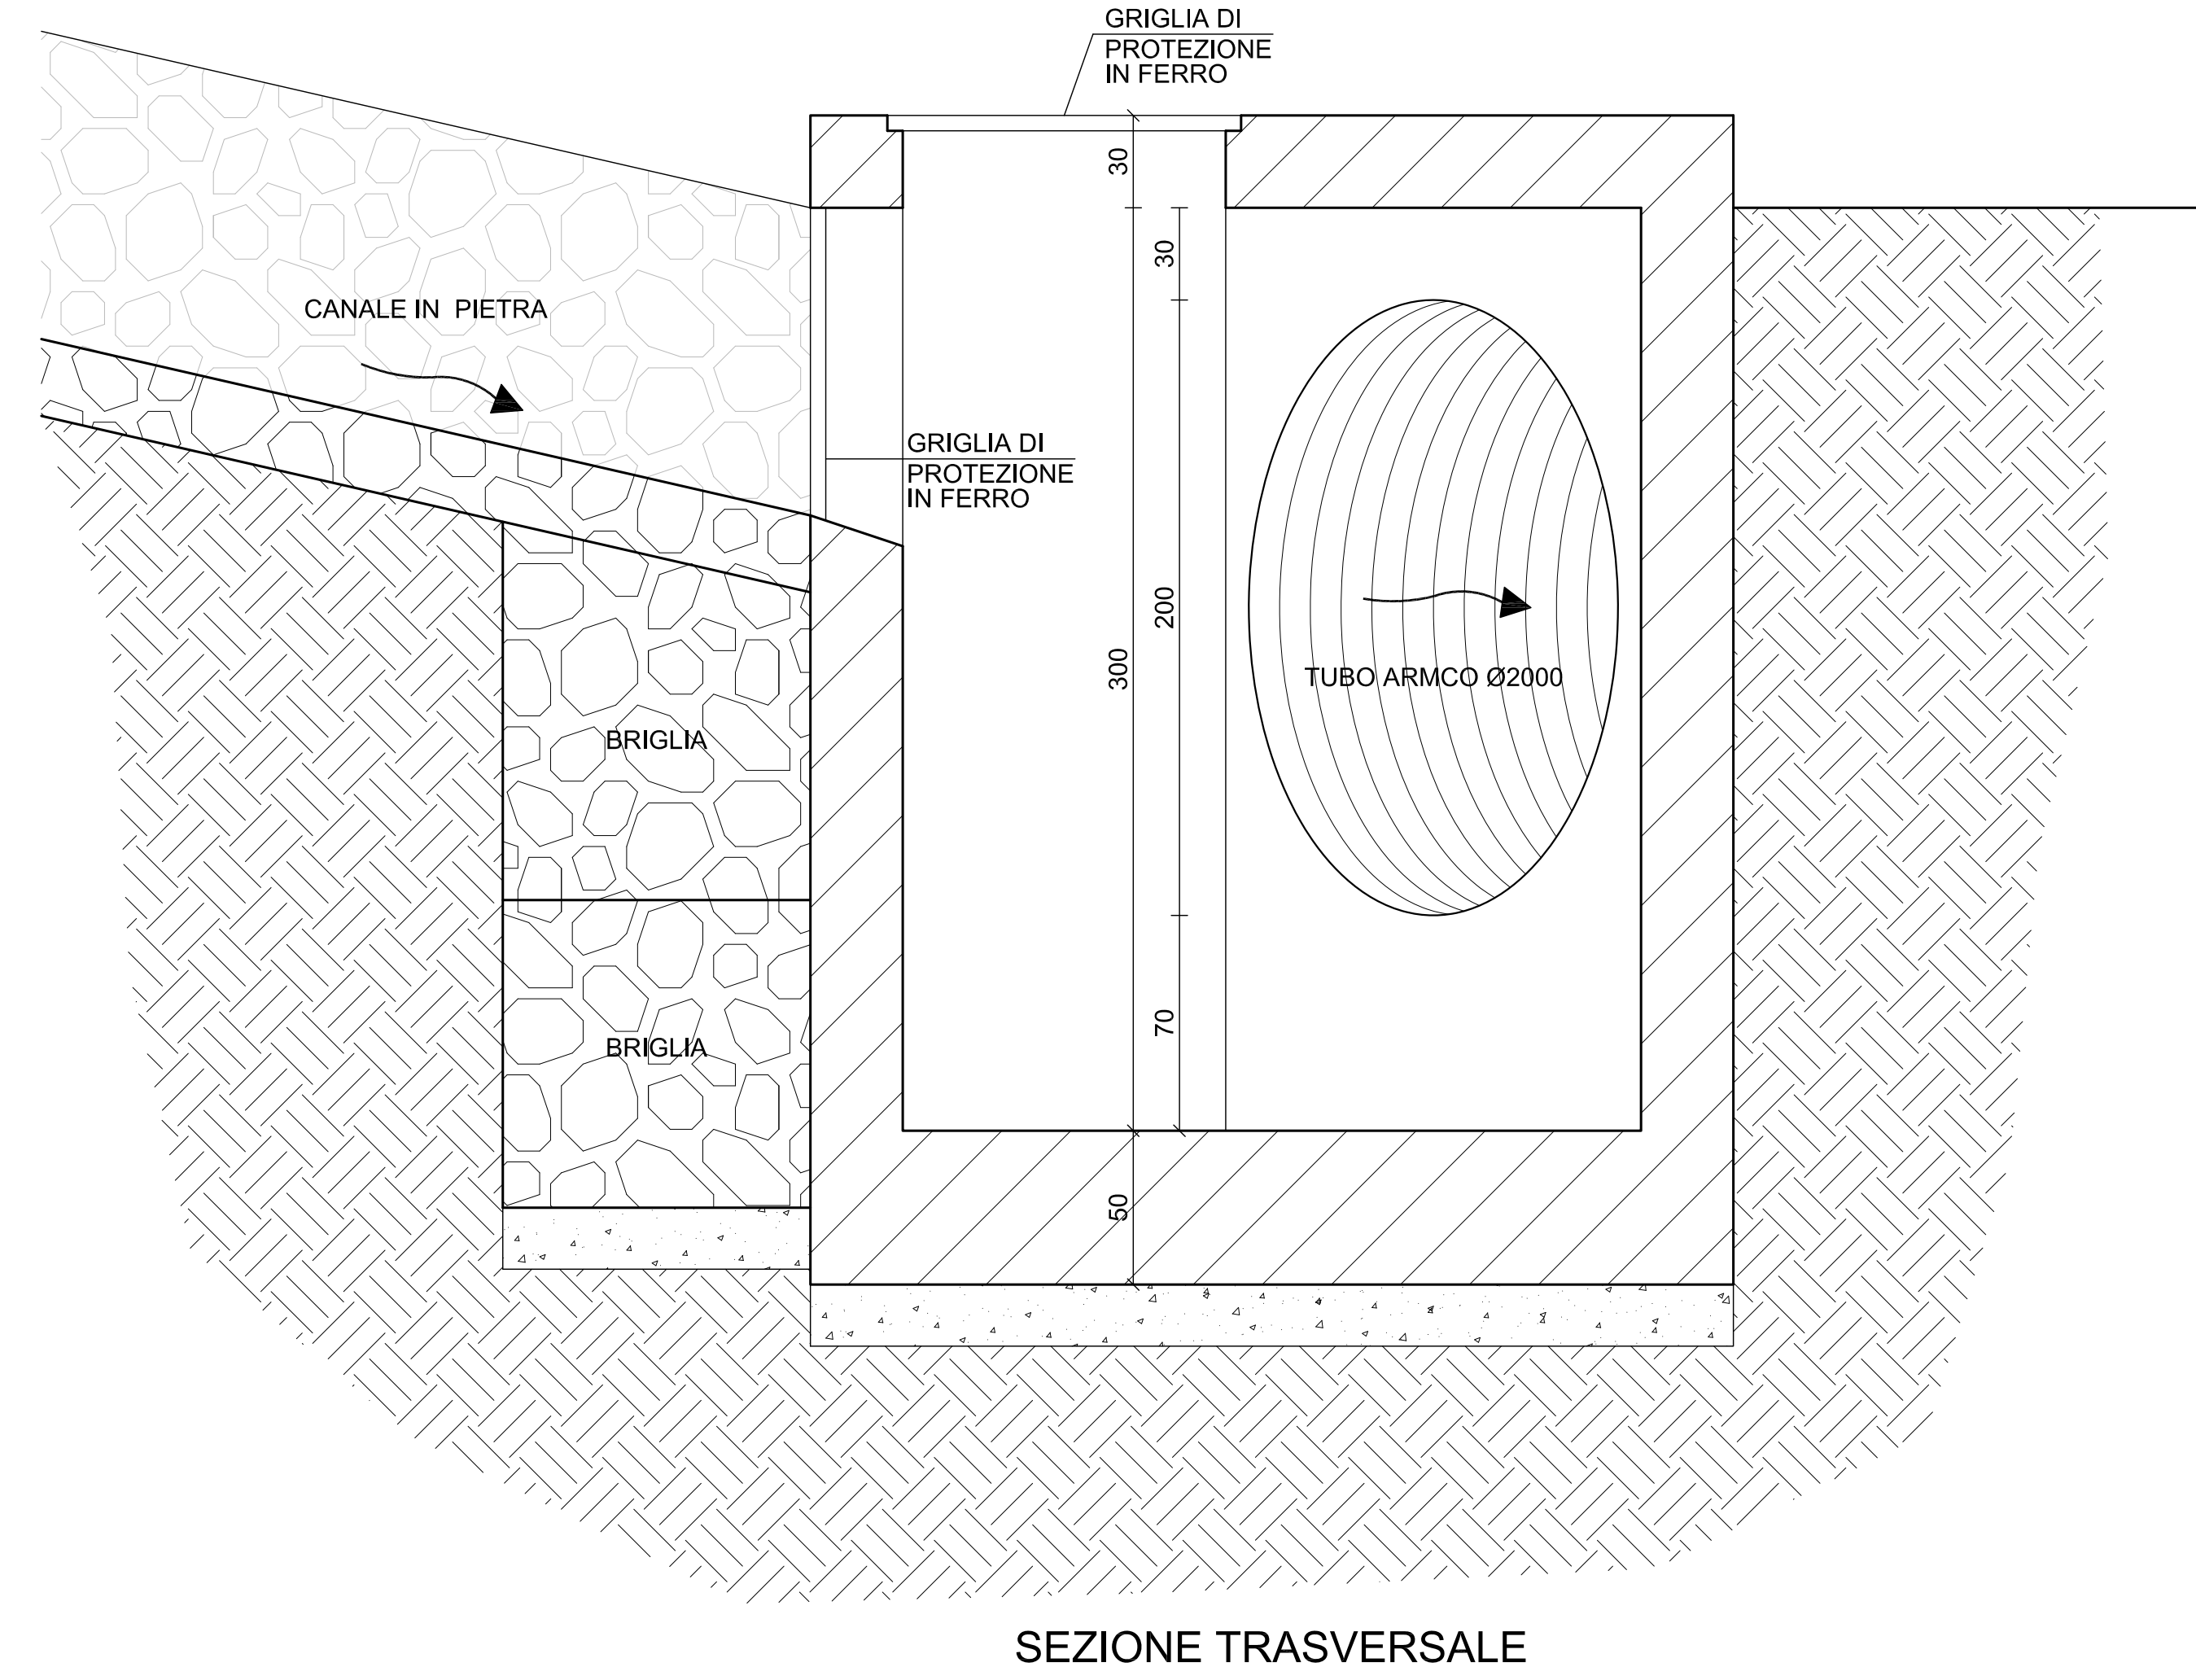 GRIGLIA DI
PROTEZIONE
IN FERRO
30
30
CANALE IN PIETRA
GRIGLIA DI
PROTEZIONE
IN FERRO
200
300
TUBO ARMCO Ø2000
BRIGLIA
70
BRIGLIA
50
SEZIONE TRASVERSALE